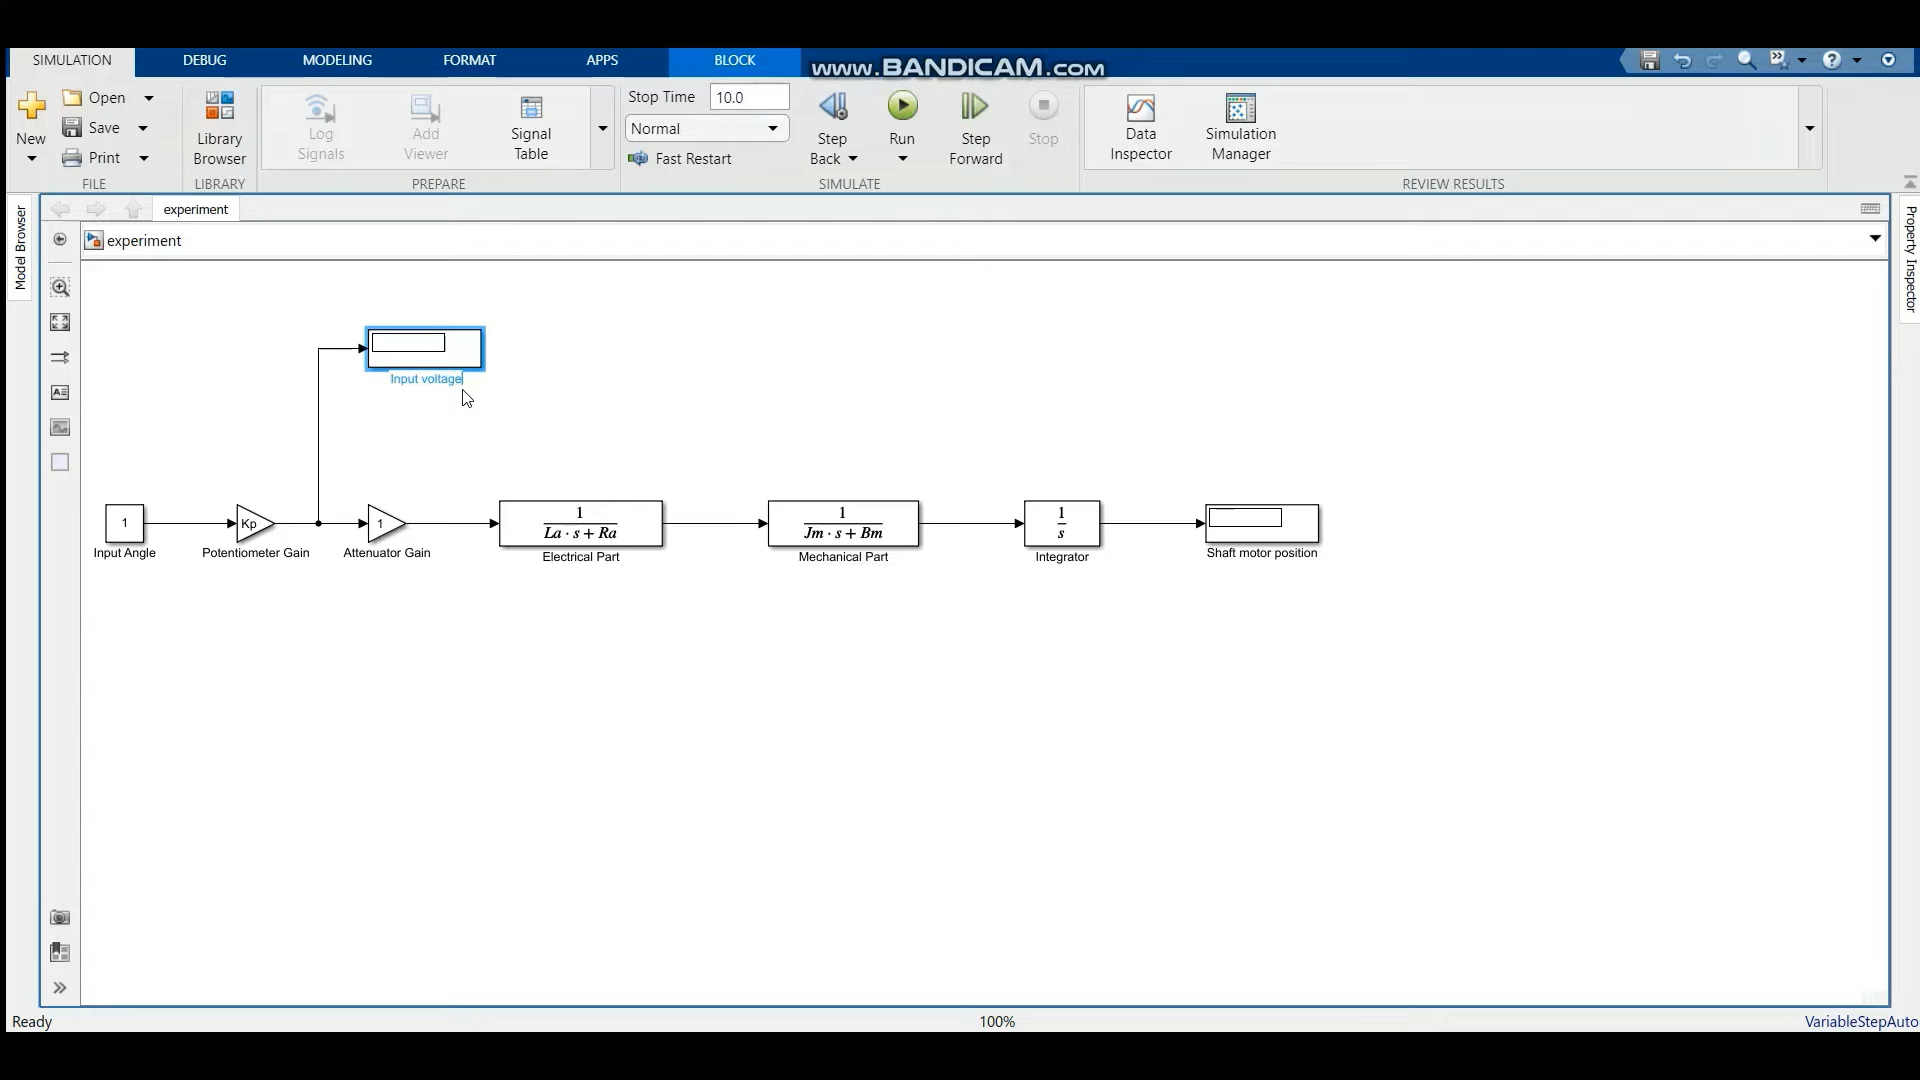 SIMULATION
DEBUG
MODELING
FORMAT
APPS
BLOCK
www.BANDICAM.com
New
Open
Save
Print
FILE
Library
Browser
LIBRARY
Log
Signals
Add
Viewer
Signal
Table
PREPARE
Stop Time 10.0
Normal
Fast Restart
Step
Back
Run
Step
Forward
Stop
SIMULATE
Data
Inspector
Simulation
Manager
REVIEW RESULTS
Model Browser
experiment
experiment
Property Inspector
Input voltage
1
Input Angle
Kp
Potentiometer Gain
1
Attenuator Gain
1
La · s + Ra
Electrical Part
1
Jm · s + Bm
Mechanical Part
1
s
Integrator
Shaft motor position
Ready
100%
VariableStepAuto